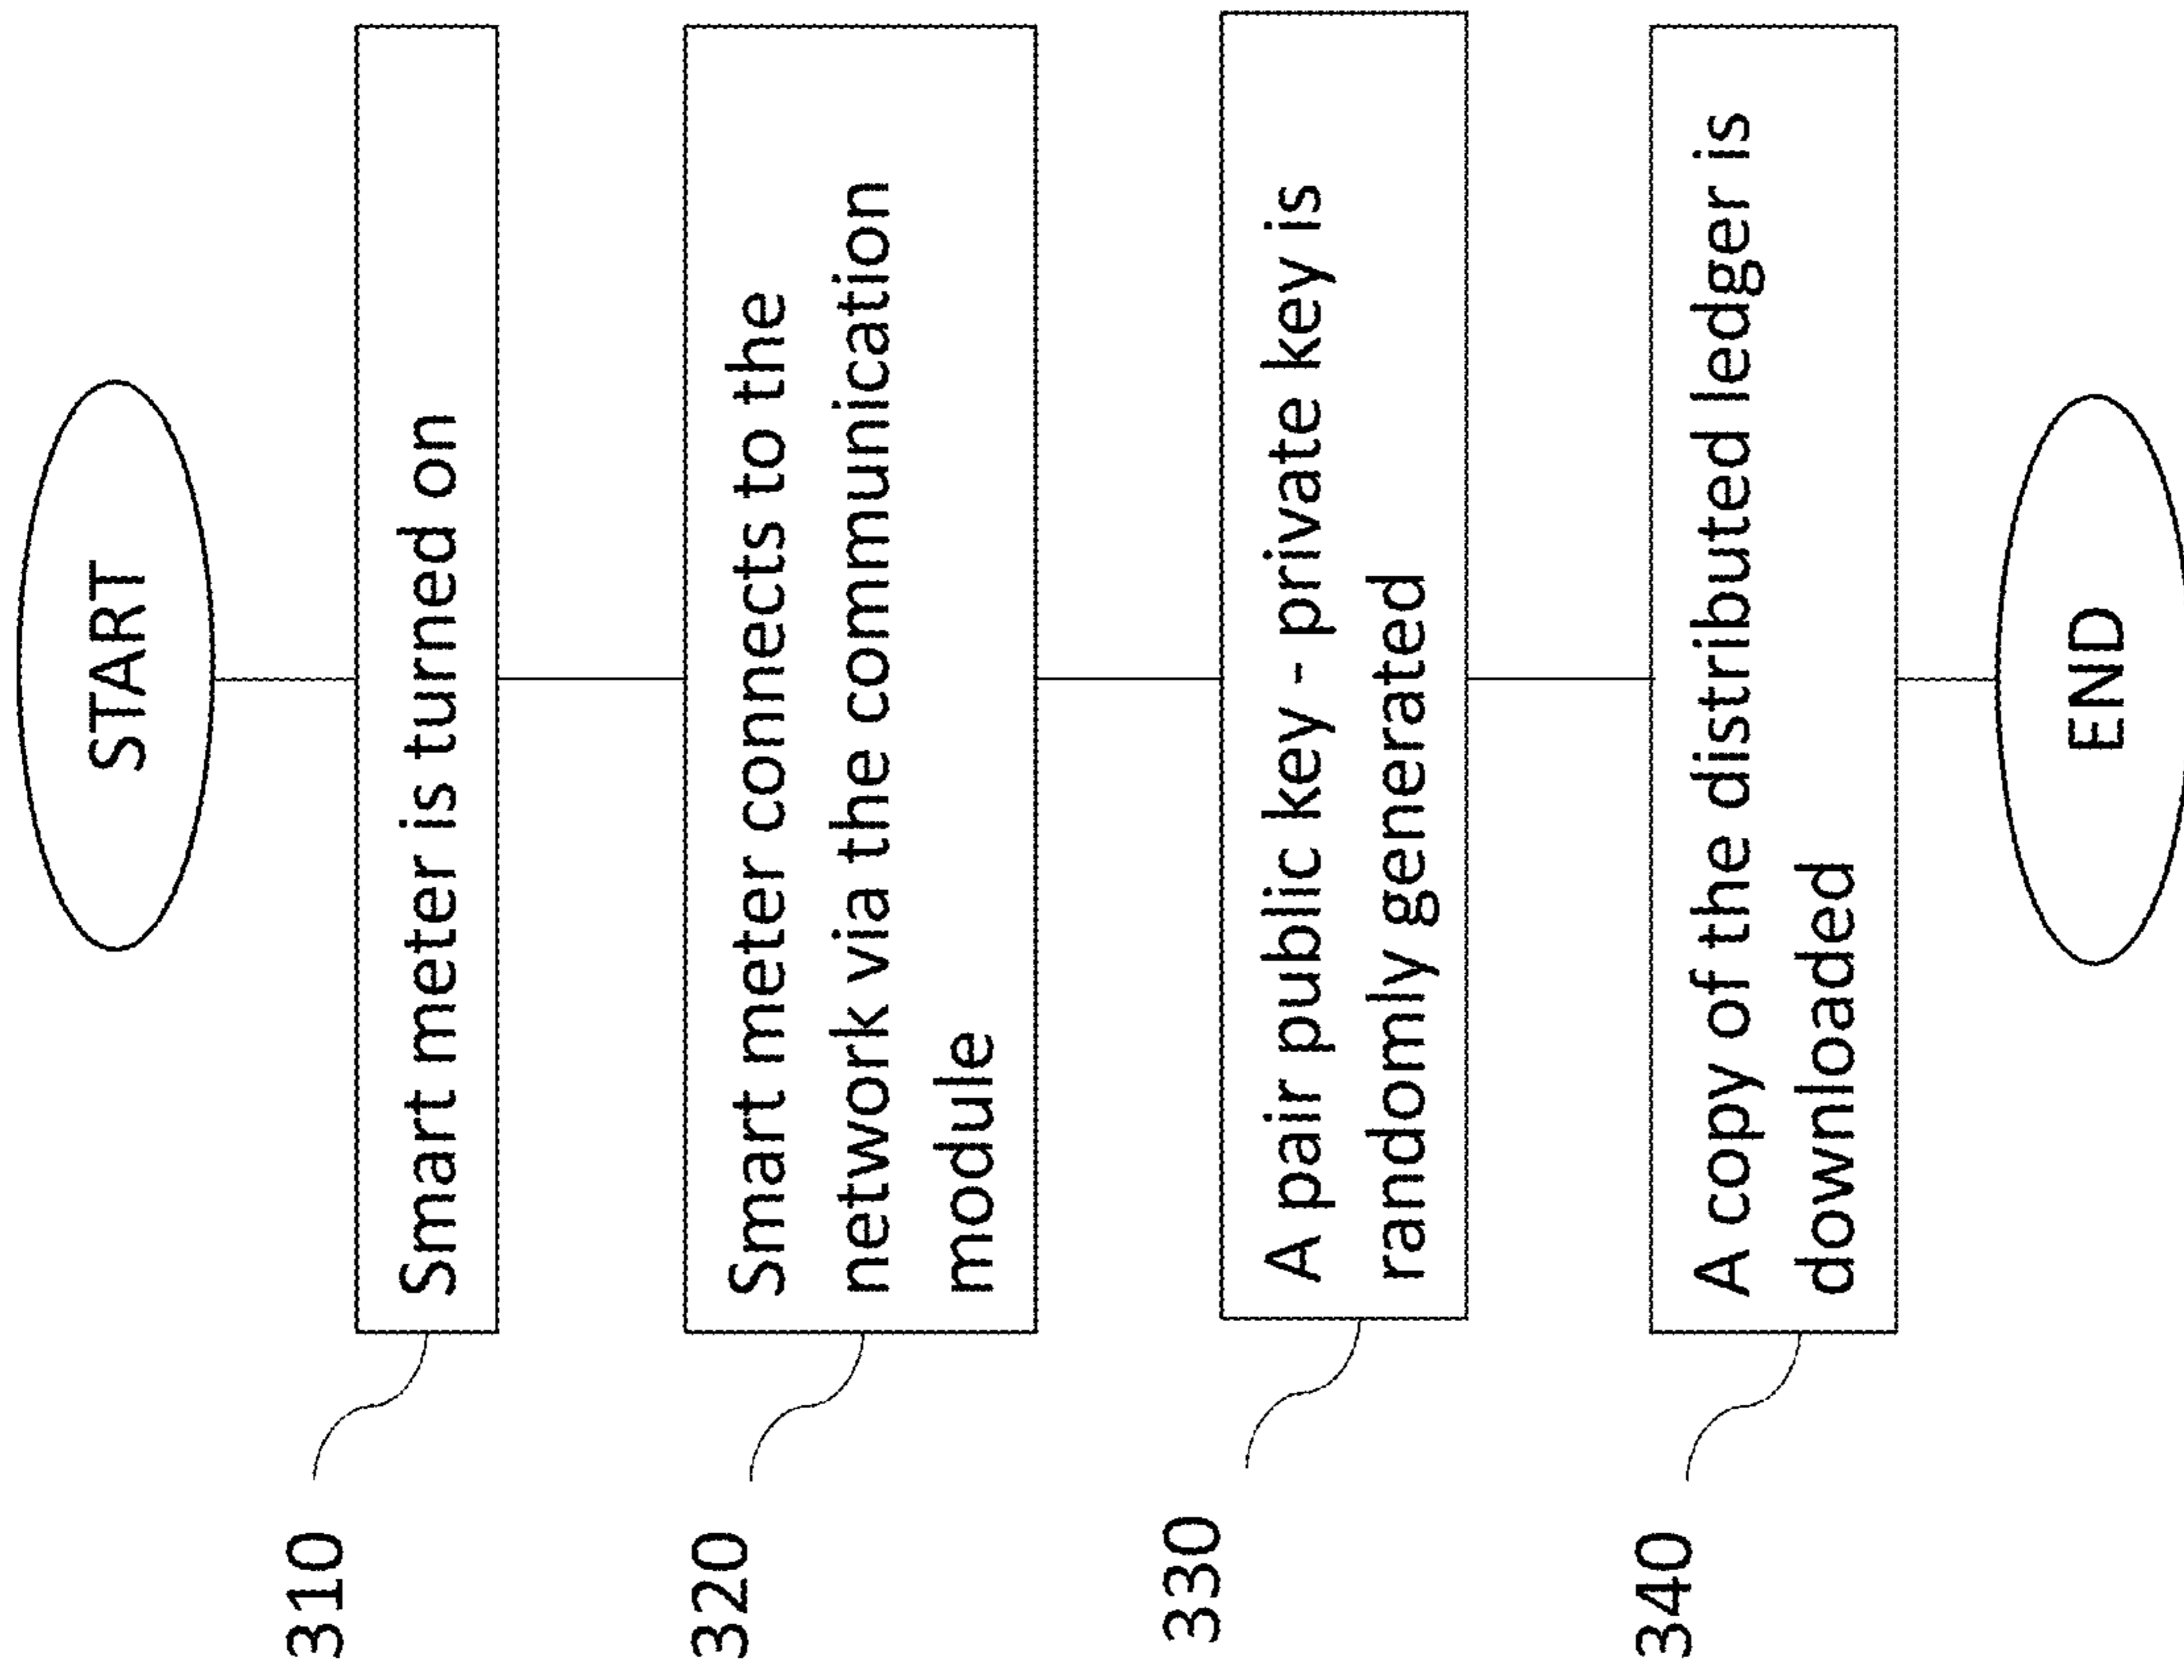 START
310
Smart meter is turned on
320
Smart meter connects to the
network via the communication
module
330
A pair public key - private key is
randomly generated
340
A copy of the distributed ledger is
downloaded
END